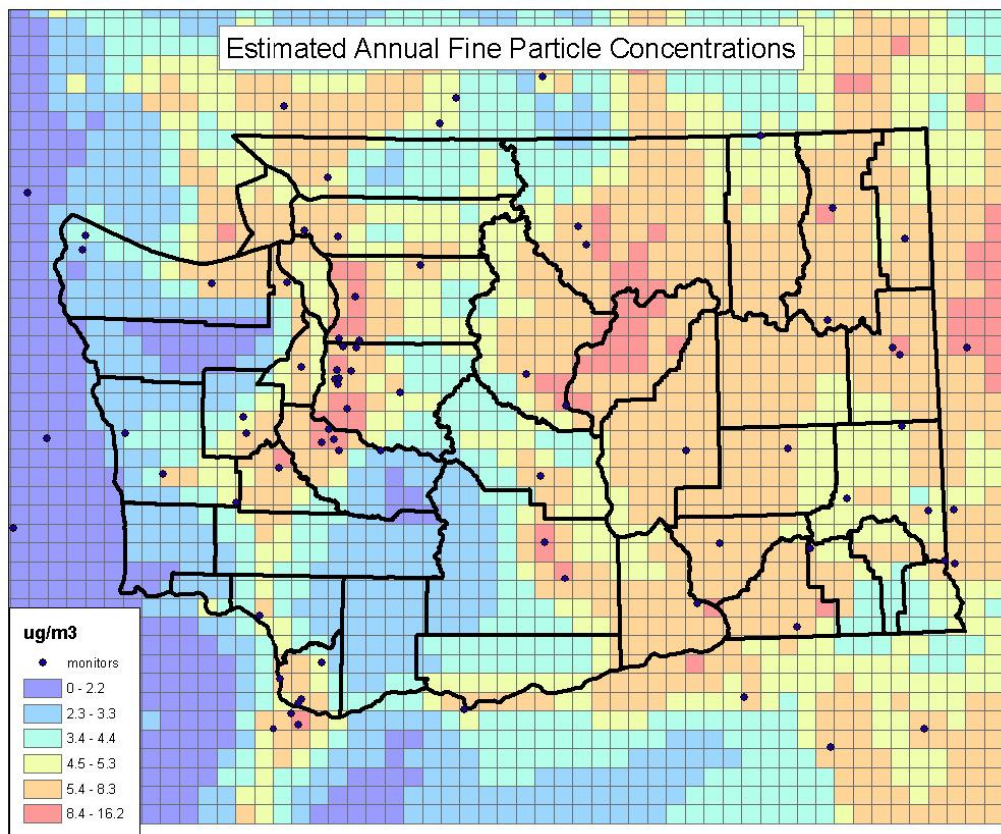 Estimated Annual Fine Particle Concentrations
ug/m3
monitors
0 - 2.2
2.3 - 3.3
3.4 - 4.4
4.5 - 5.3
5.4 - 8.3
8.4 - 16.2